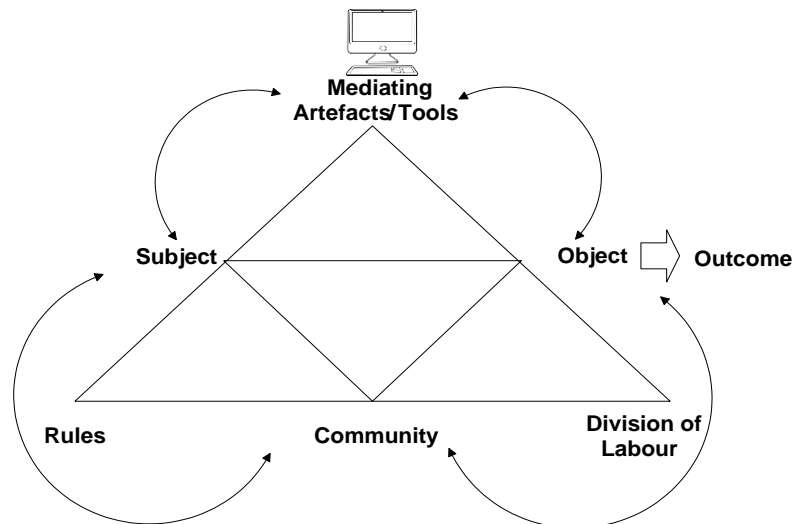 Mediating
Artefacts/Tools
Subject
Object
Outcome
Rules
Community
Division of
Labour